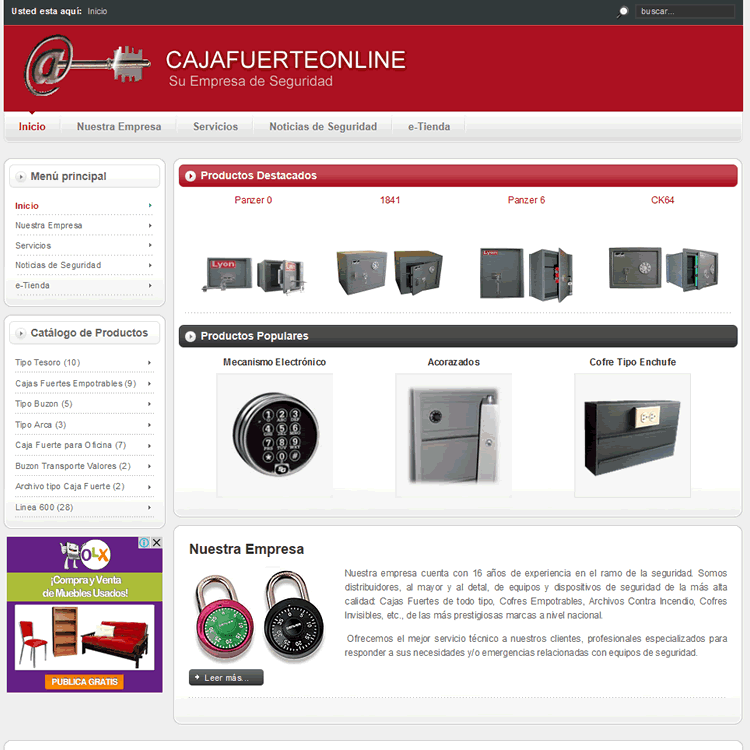 Usted esta aquí: Inicio
buscar...
CAJAFUERTEONLINE
Su Empresa de Seguridad
Inicio
Nuestra Empresa
Servicios
Noticias de Seguridad
e-Tienda
Menú principal
Inicio
Nuestra Empresa
Servicios
Noticias de Seguridad
e-Tienda
Catálogo de Productos
Tipo Tesoro (10)
Cajas Fuertes Empotrables (9)
Tipo Buzon (5)
Tipo Arca (3)
Caja Fuerte para Oficina (7)
Buzon Transporte Valores (2)
Archivo tipo Caja Fuerte (2)
Linea 600 (28)
OLX
¡Compra y Venta
de Muebles Usados!
PUBLICA GRATIS
Productos Destacados
Panzer 0
1841
Panzer 6
CK64
Lyon
Lyon
Productos Populares
Mecanismo Electrónico
Acorazados
Cofre Tipo Enchufe
Nuestra Empresa
Nuestra empresa cuenta con 16 años de experiencia en el ramo de la seguridad. Somos
distribuidores, al mayor y al detal, de equipos y dispositivos de seguridad de la más alta
calidad: Cajas Fuertes de todo tipo, Cofres Empotrables, Archivos Contra Incendio, Cofres
Invisibles, etc., de las más prestigiosas marcas a nivel nacional.
Ofrecemos el mejor servicio técnico a nuestros clientes, profesionales especializados para
responder a sus necesidades y/o emergencias relacionadas con equipos de seguridad.
Leer más...